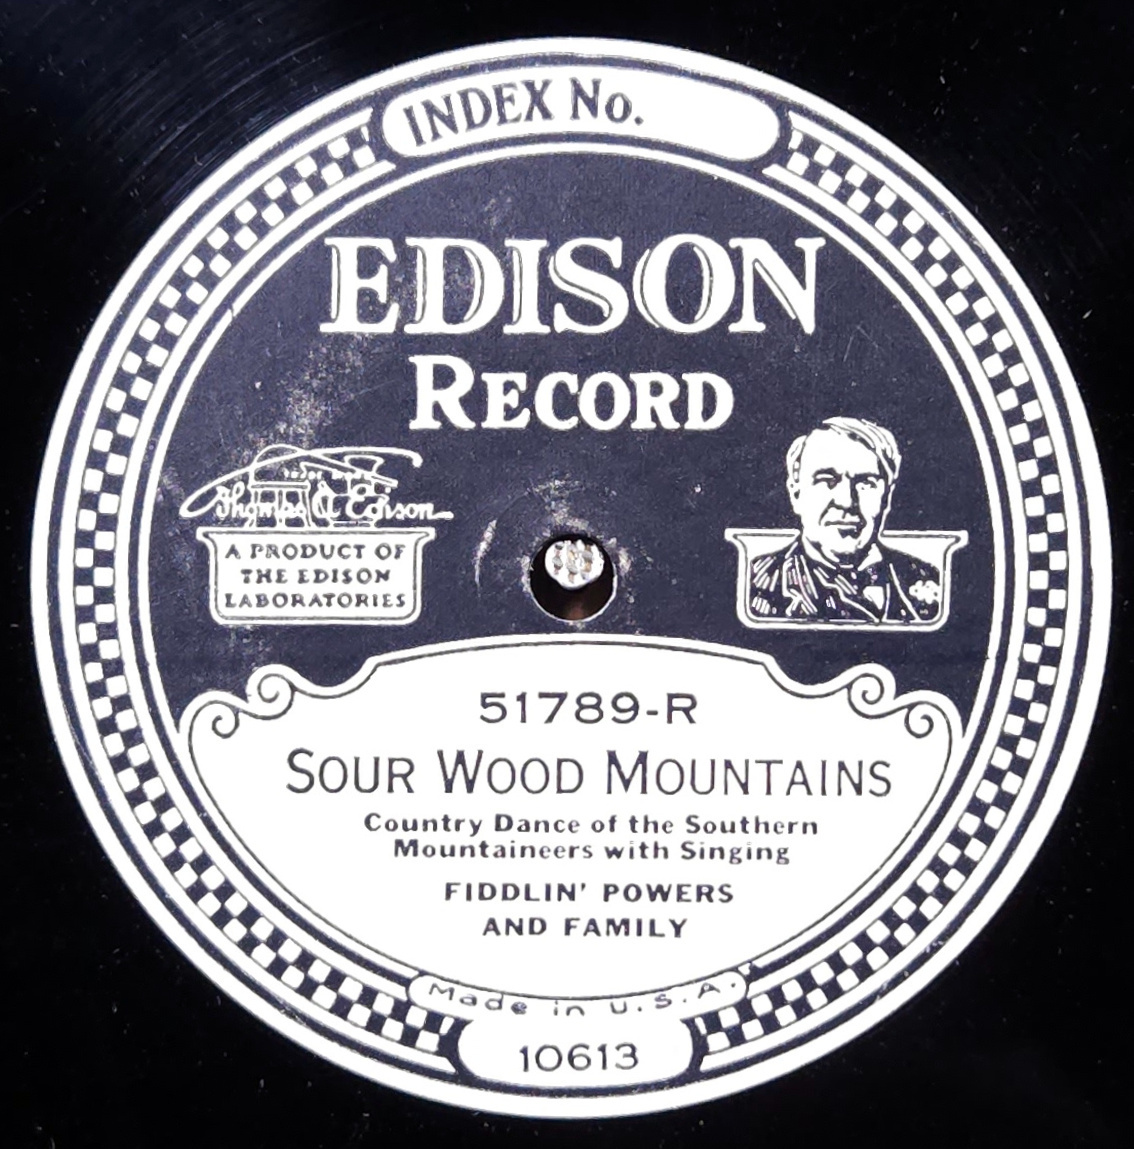 INDEX No.
EDISON
RECORD
Thomas A Edison
A PRODUCT OF
THE EDISON
LABORATORIES
51789-R
SOUR WOOD MOUNTAINS
Country Dance of the Southern
Mountaineers with Singing
FIDDLIN' POWERS
AND FAMILY
Made in U.S.A.
10613